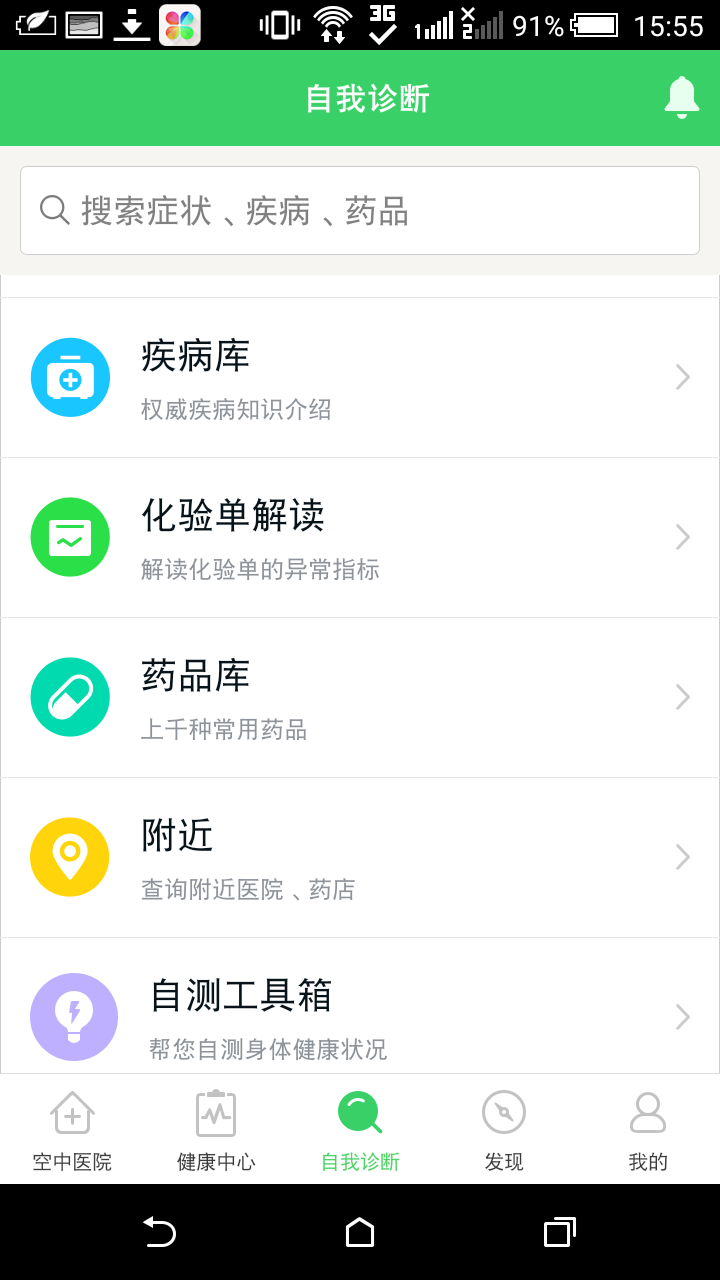 3G 91% 15:55
自我诊断
搜索症状、疾病、药品
疾病库
权威疾病知识介绍
化验单解读
解读化验单的异常指标
药品库
上千种常用药品
附近
查询附近医院、药店
自测工具箱
帮您自测身体健康状况
空中医院 健康中心 自我诊断 发现 我的